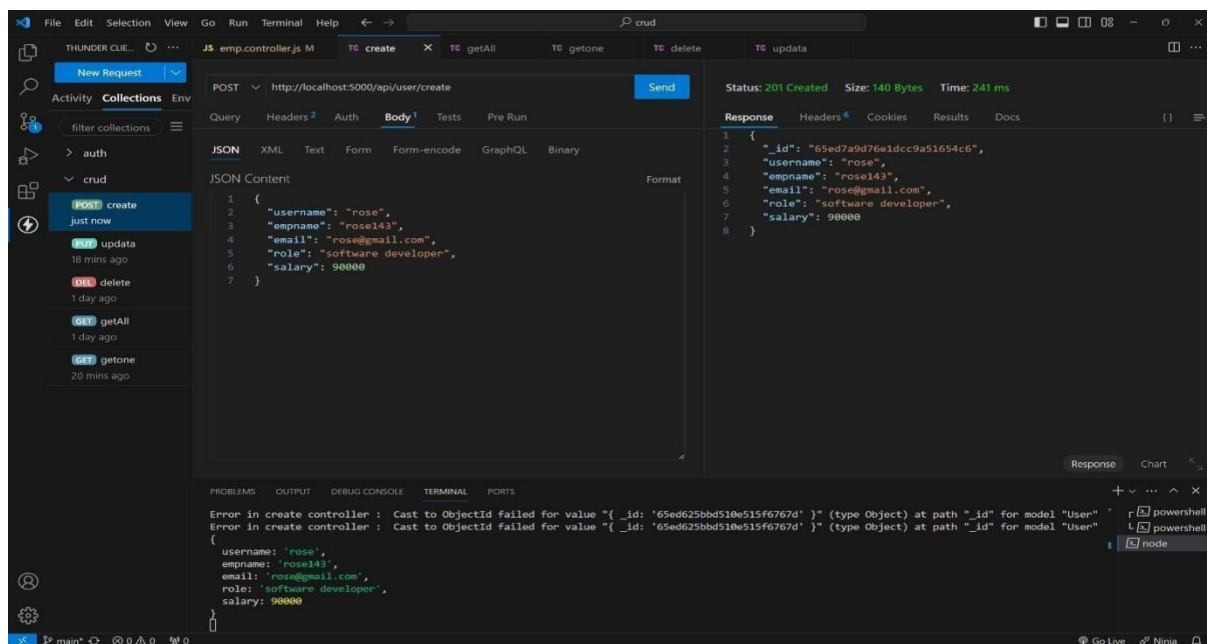 File Edit Selection View Go Run Terminal Help ← → crud
THUNDER CLIE... ···
JS emp.controller.js M TC create × TC getAll TC getone TC delete TC updata
New Request
Activity Collections Env
filter collections
> auth
crud
POST create
just now
PUT updata
18 mins ago
DEL delete
1 day ago
GET getAll
1 day ago
GET getone
20 mins ago
POST http://localhost:5000/api/user/create Send
Query Headers 2 Auth Body 1 Tests Pre Run
JSON XML Text Form Form-encode GraphQL Binary
JSON Content Format
1 {
2 "username": "rose",
3 "empname": "rose143",
4 "email": "rose@gmail.com",
5 "role": "software developer",
6 "salary": 90000
7 }
Status: 201 Created Size: 140 Bytes Time: 241 ms
Response Headers 6 Cookies Results Docs {}
1 {
2 "_id": "65ed7a9d76e1dcc9a51654c6",
3 "username": "rose",
4 "empname": "rose143",
5 "email": "rose@gmail.com",
6 "role": "software developer",
7 "salary": 90000
8 }
Response Chart
PROBLEMS OUTPUT DEBUG CONSOLE TERMINAL PORTS
Error in create controller : Cast to ObjectId failed for value "{ _id: '65ed625bbd510e515f6767d' }" (type Object) at path "_id" for model "User"
Error in create controller : Cast to ObjectId failed for value "{ _id: '65ed625bbd510e515f6767d' }" (type Object) at path "_id" for model "User"
{
username: 'rose',
empname: 'rose143',
email: 'rose@gmail.com',
role: 'software developer',
salary: 90000
}
powershell
powershell
node
main* 0 0 0 Go Live Ninja